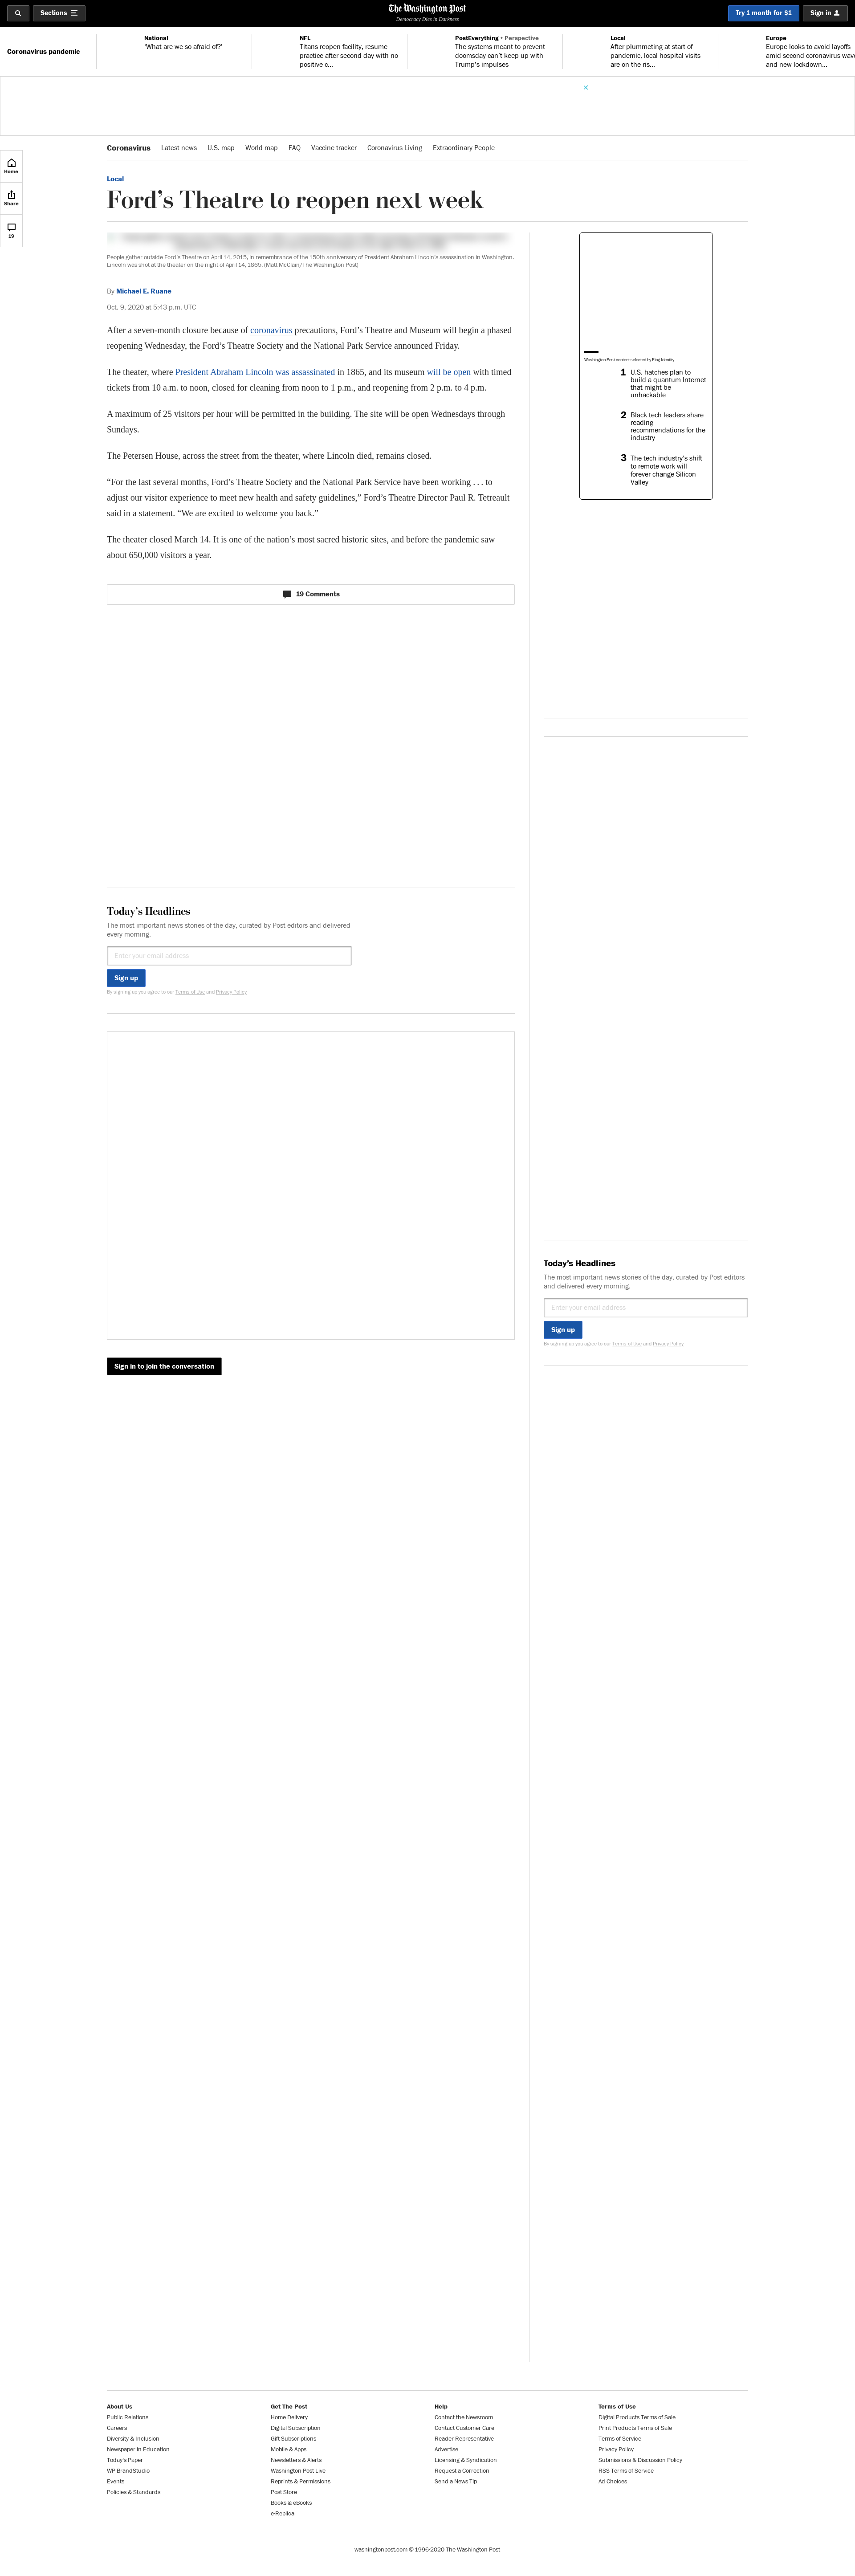 Sections
The Washington Post
Democracy Dies in Darkness
Try 1 month for $1
Sign in
Coronavirus pandemic
National
‘What are we so afraid of?’
NFL
Titans reopen facility, resume
practice after second day with no
positive c...
PostEverything • Perspective
The systems meant to prevent
doomsday can’t keep up with
Trump’s impulses
Local
After plummeting at start of
pandemic, local hospital visits
are on the ris...
Europe
Europe looks to avoid layoffs
amid second coronavirus wave
and new lockdown...
Coronavirus
Latest news
U.S. map
World map
FAQ
Vaccine tracker
Coronavirus Living
Extraordinary People
Home
Share
19
Local
Ford’s Theatre to reopen next week
People gather outside Ford’s Theatre on April 14, 2015, in remembrance of the 150th anniversary of President Abraham Lincoln’s assassination in Washington.
Lincoln was shot at the theater on the night of April 14, 1865. (Matt McClain/The Washington Post)
By Michael E. Ruane
Oct. 9, 2020 at 5:43 p.m. UTC
After a seven-month closure because of coronavirus precautions, Ford’s Theatre and Museum will begin a phased
reopening Wednesday, the Ford’s Theatre Society and the National Park Service announced Friday.
The theater, where President Abraham Lincoln was assassinated in 1865, and its museum will be open with timed
tickets from 10 a.m. to noon, closed for cleaning from noon to 1 p.m., and reopening from 2 p.m. to 4 p.m.
A maximum of 25 visitors per hour will be permitted in the building. The site will be open Wednesdays through
Sundays.
The Petersen House, across the street from the theater, where Lincoln died, remains closed.
“For the last several months, Ford’s Theatre Society and the National Park Service have been working . . . to
adjust our visitor experience to meet new health and safety guidelines,” Ford’s Theatre Director Paul R. Tetreault
said in a statement. “We are excited to welcome you back.”
The theater closed March 14. It is one of the nation’s most sacred historic sites, and before the pandemic saw
about 650,000 visitors a year.
19 Comments
Washington Post content selected by Ping Identity
1 U.S. hatches plan to
build a quantum Internet
that might be
unhackable
2 Black tech leaders share
reading
recommendations for the
industry
3 The tech industry’s shift
to remote work will
forever change Silicon
Valley
Today’s Headlines
The most important news stories of the day, curated by Post editors and delivered
every morning.
Enter your email address
Sign up
By signing up you agree to our Terms of Use and Privacy Policy
Sign in to join the conversation
Today’s Headlines
The most important news stories of the day, curated by Post editors
and delivered every morning.
Enter your email address
Sign up
By signing up you agree to our Terms of Use and Privacy Policy
About Us
Public Relations
Careers
Diversity & Inclusion
Newspaper in Education
Today’s Paper
WP BrandStudio
Events
Policies & Standards
Get The Post
Home Delivery
Digital Subscription
Gift Subscriptions
Mobile & Apps
Newsletters & Alerts
Washington Post Live
Reprints & Permissions
Post Store
Books & eBooks
e-Replica
Help
Contact the Newsroom
Contact Customer Care
Reader Representative
Advertise
Licensing & Syndication
Request a Correction
Send a News Tip
Terms of Use
Digital Products Terms of Sale
Print Products Terms of Sale
Terms of Service
Privacy Policy
Submissions & Discussion Policy
RSS Terms of Service
Ad Choices
washingtonpost.com © 1996-2020 The Washington Post